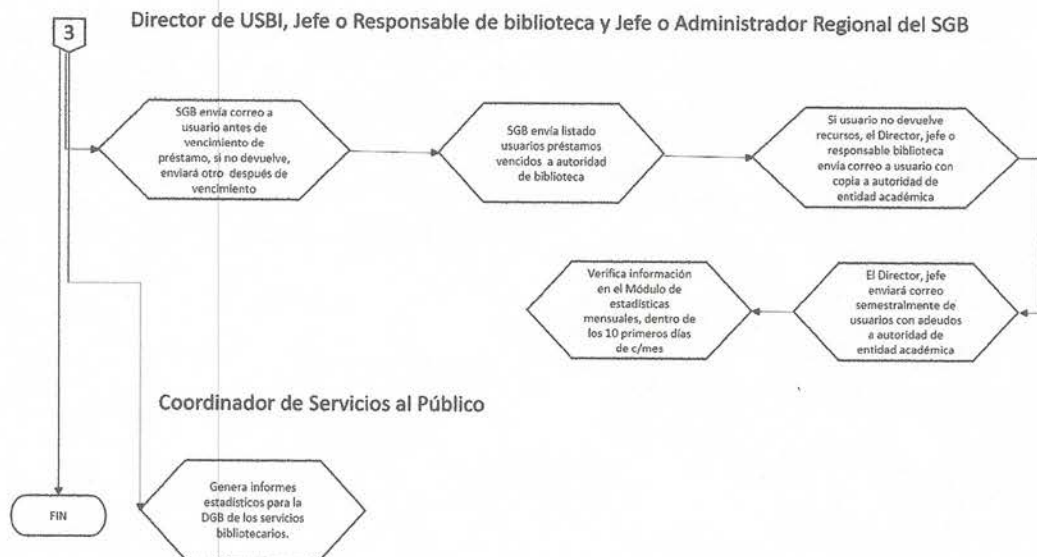 3
Director de USBI, Jefe o Responsable de biblioteca y Jefe o Administrador Regional del SGB
SGB envía correo a
usuario antes de
vencimiento de
préstamo, si no devuelve,
enviará otro después de
vencimiento
SGB envía listado
usuarios préstamos
vencidos a autoridad
de biblioteca
Si usuario no devuelve
recursos, el Director, jefe o
responsable biblioteca
envía correo a usuario con
copia a autoridad de
entidad académica
Verifica información
en el Módulo de
estadísticas
mensuales, dentro de
los 10 primeros días
de c/mes
El Director, jefe
enviará correo
semestralmente de
usuarios con adeudos
a autoridad de
entidad académica
Coordinador de Servicios al Público
Genera informes
estadísticos para la
DGB de los servicios
bibliotecarios.
FIN